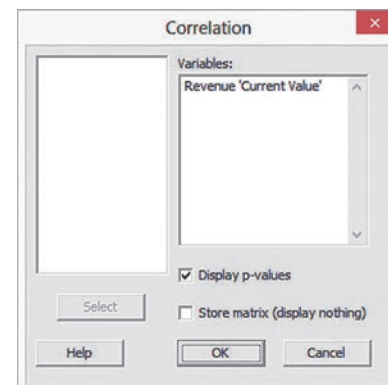 Correlation
Variables:
Revenue 'Current Value'
Display p-values
Select
Store matrix (display nothing)
Help
OK
Cancel